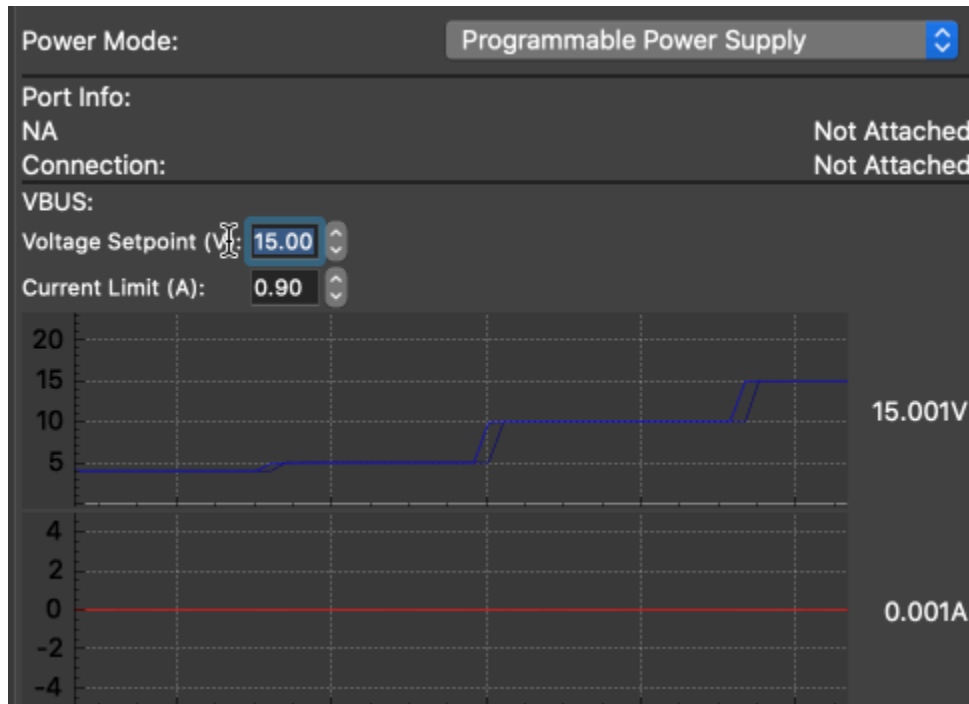 Power Mode: Programmable Power Supply
Port Info:
NA Not Attached
Connection: Not Attached
VBUS:
Voltage Setpoint (V): 15.00
Current Limit (A): 0.90
20
15
10
5
15.001V
4
2
0
-2
-4
0.001A